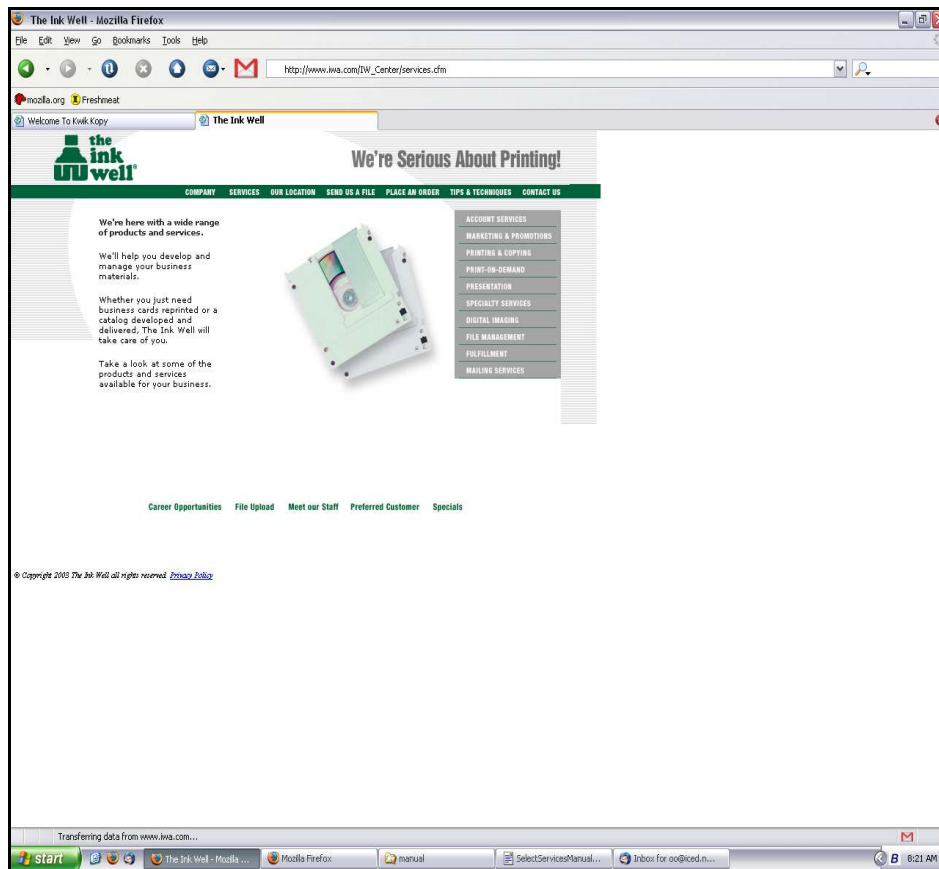 The Ink Well - Mozilla Firefox
File Edit View Go Bookmarks Tools Help
http://www.iwa.com/IW_Center/services.cfm
mozilla.org Freshmeat
Welcome To Kwik Kopy The Ink Well
the
ink
well®
We're Serious About Printing!
COMPANY SERVICES OUR LOCATION SEND US A FILE PLACE AN ORDER TIPS & TECHNIQUES CONTACT US
We're here with a wide range
of products and services.
We'll help you develop and
manage your business
materials.
Whether you just need
business cards reprinted or a
catalog developed and
delivered, The Ink Well will
take care of you.
Take a look at some of the
products and services
available for your business.
ACCOUNT SERVICES
MARKETING & PROMOTIONS
PRINTING & COPYING
PRINT-ON-DEMAND
PRESENTATION
SPECIALTY SERVICES
DIGITAL IMAGING
FILE MANAGEMENT
FULFILLMENT
MAILING SERVICES
Career Opportunities File Upload Meet our Staff Preferred Customer Specials
© Copyright 2003 The Ink Well all rights reserved. Privacy Policy
Transferring data from www.iwa.com...
start The Ink Well - Mozilla ... Mozilla Firefox manual SelectServicesManual... Inbox for oo@iced.n... B 8:21 AM